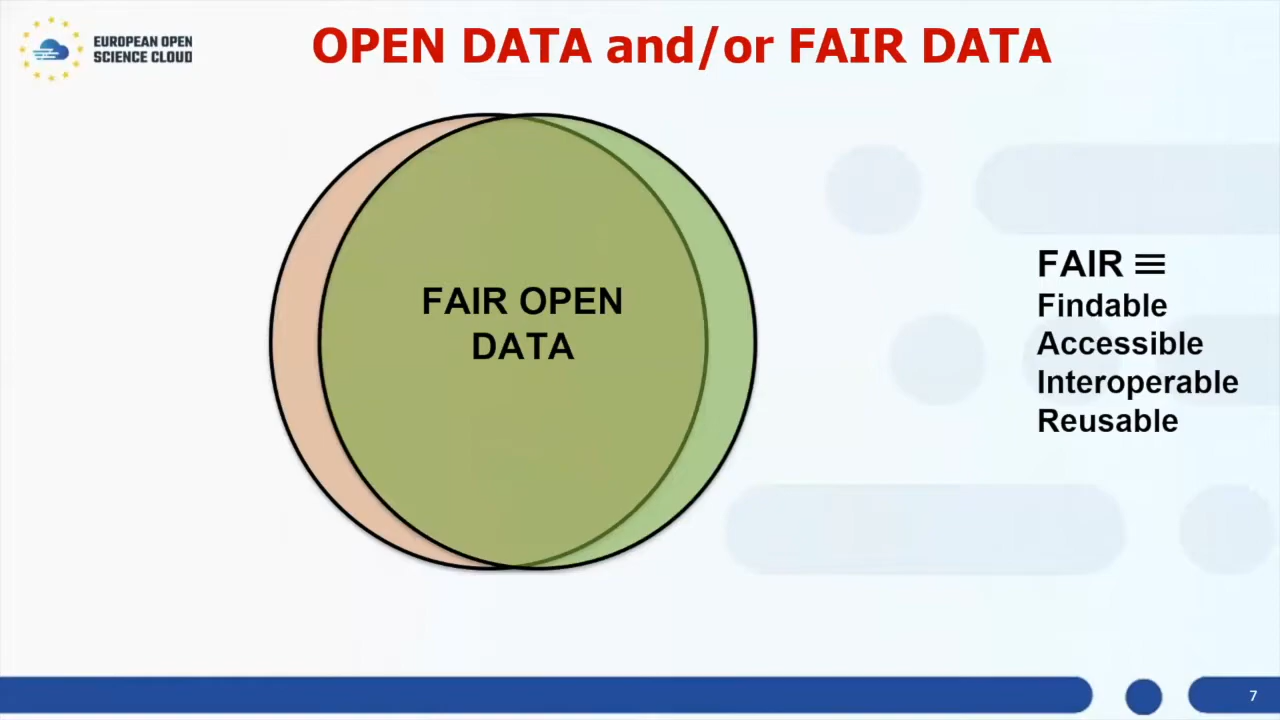 EUROPEAN OPEN
SCIENCE CLOUD
OPEN DATA and/or FAIR DATA
FAIR OPEN
DATA
FAIR ≡
Findable
Accessible
Interoperable
Reusable
7